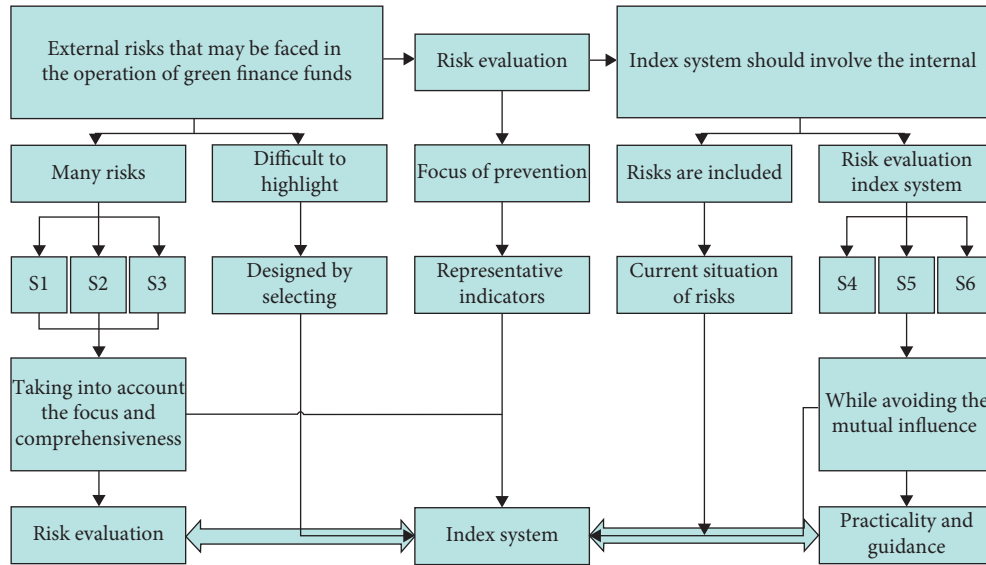 External risks that may be faced in
the operation of green finance funds
Risk evaluation
Index system should involve the internal
Many risks
Difficult to
highlight
Focus of prevention
Risks are included
Risk evaluation
index system
S1
S2
S3
Designed by
selecting
Representative
indicators
Current situation
of risks
S4
S5
S6
Taking into account
the focus and
comprehensiveness
While avoiding the
mutual influence
Risk evaluation
Index system
Practicality and
guidance